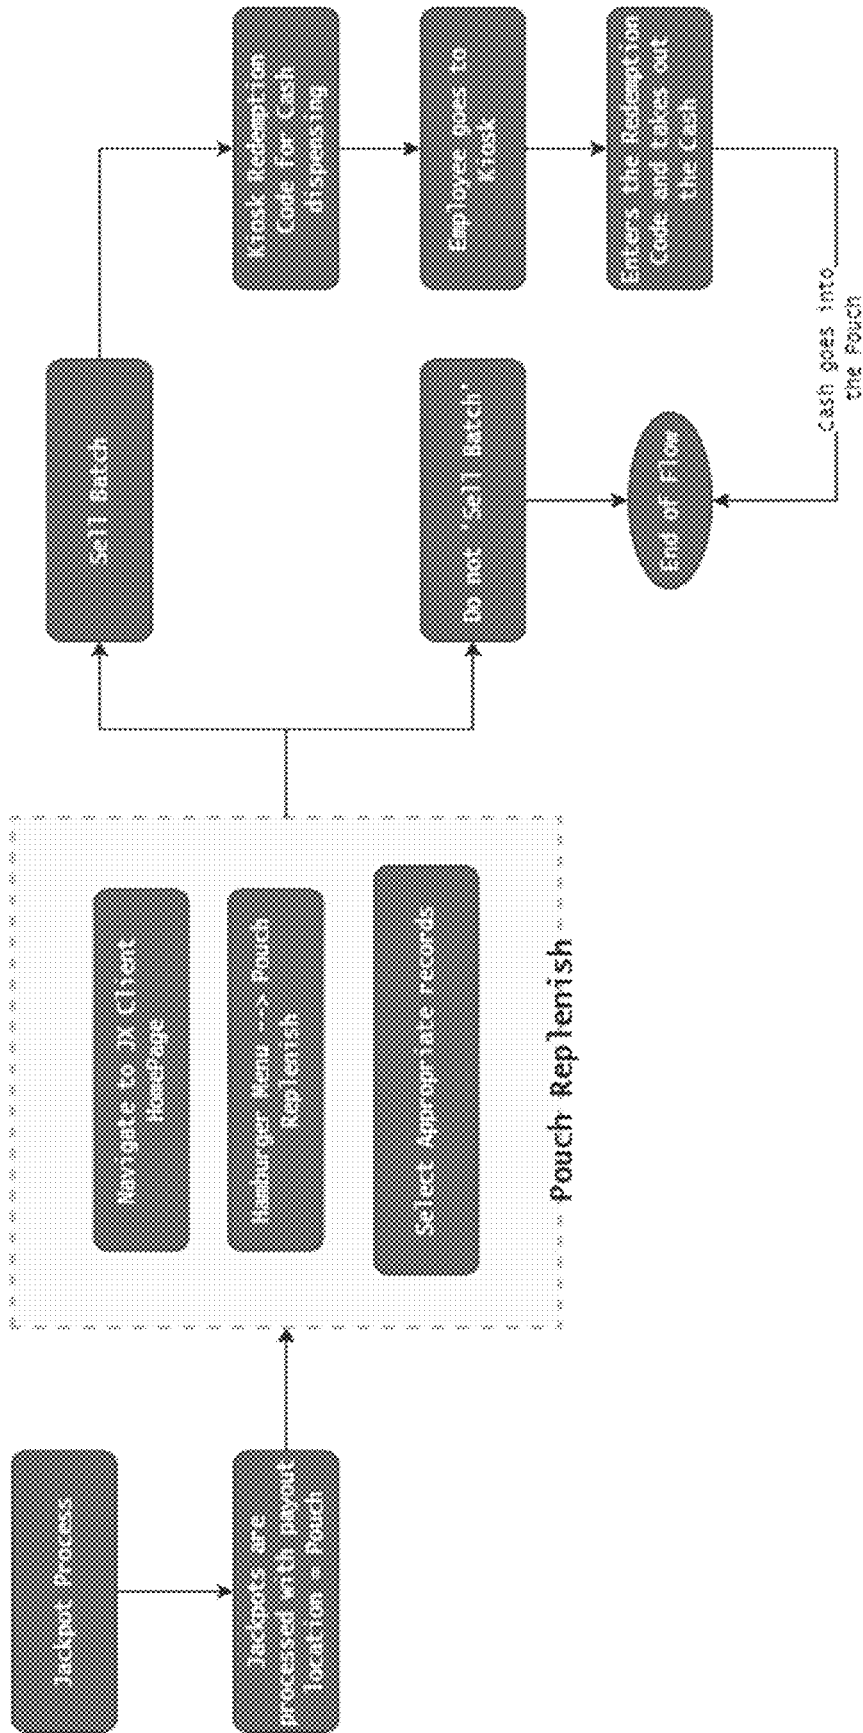 Jackpot Process
Jackpots are
processed with payout
location = Pouch
Navigate to JX Client
HomePage
Hamburger Menu --> Pouch
Replenish
Select Appropriate records
Pouch Replenish
Sell Batch
Do not 'Sell Batch'
End of Flow
Kiosk Redemption
Code For Cash
dispensing
Employee goes to
Kiosk
Enters the Redemption
Code and takes out
the Cash
Cash goes into
the Pouch